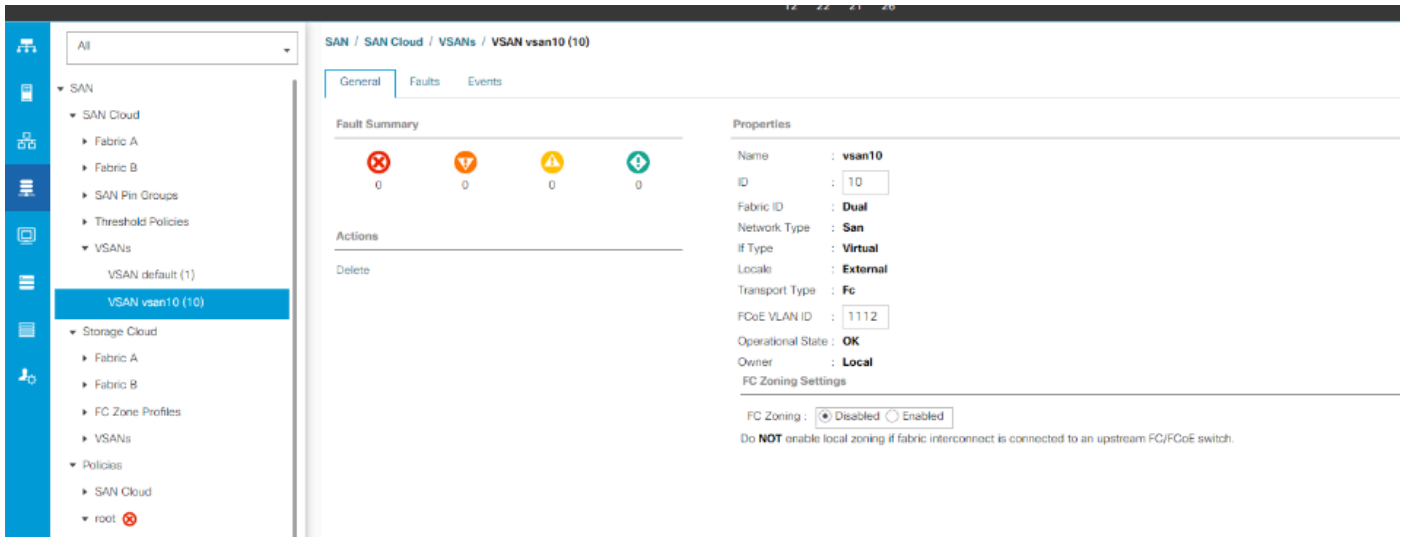 12 22 21 26
All
SAN / SAN Cloud / VSANs / VSAN vsan10 (10)
General Faults Events
SAN
SAN Cloud
Fabric A
Fabric B
SAN Pin Groups
Threshold Policies
VSANs
VSAN default (1)
VSAN vsan10 (10)
Storage Cloud
Fabric A
Fabric B
FC Zone Profiles
VSANs
Policies
SAN Cloud
root
Fault Summary
0 0 0 0
Actions
Delete
Properties
Name : vsan10
ID : 10
Fabric ID : Dual
Network Type : San
If Type : Virtual
Locale : External
Transport Type : Fc
FCoE VLAN ID : 1112
Operational State : OK
Owner : Local
FC Zoning Settings
FC Zoning : Disabled Enabled
Do NOT enable local zoning if fabric interconnect is connected to an upstream FC/FCoE switch.